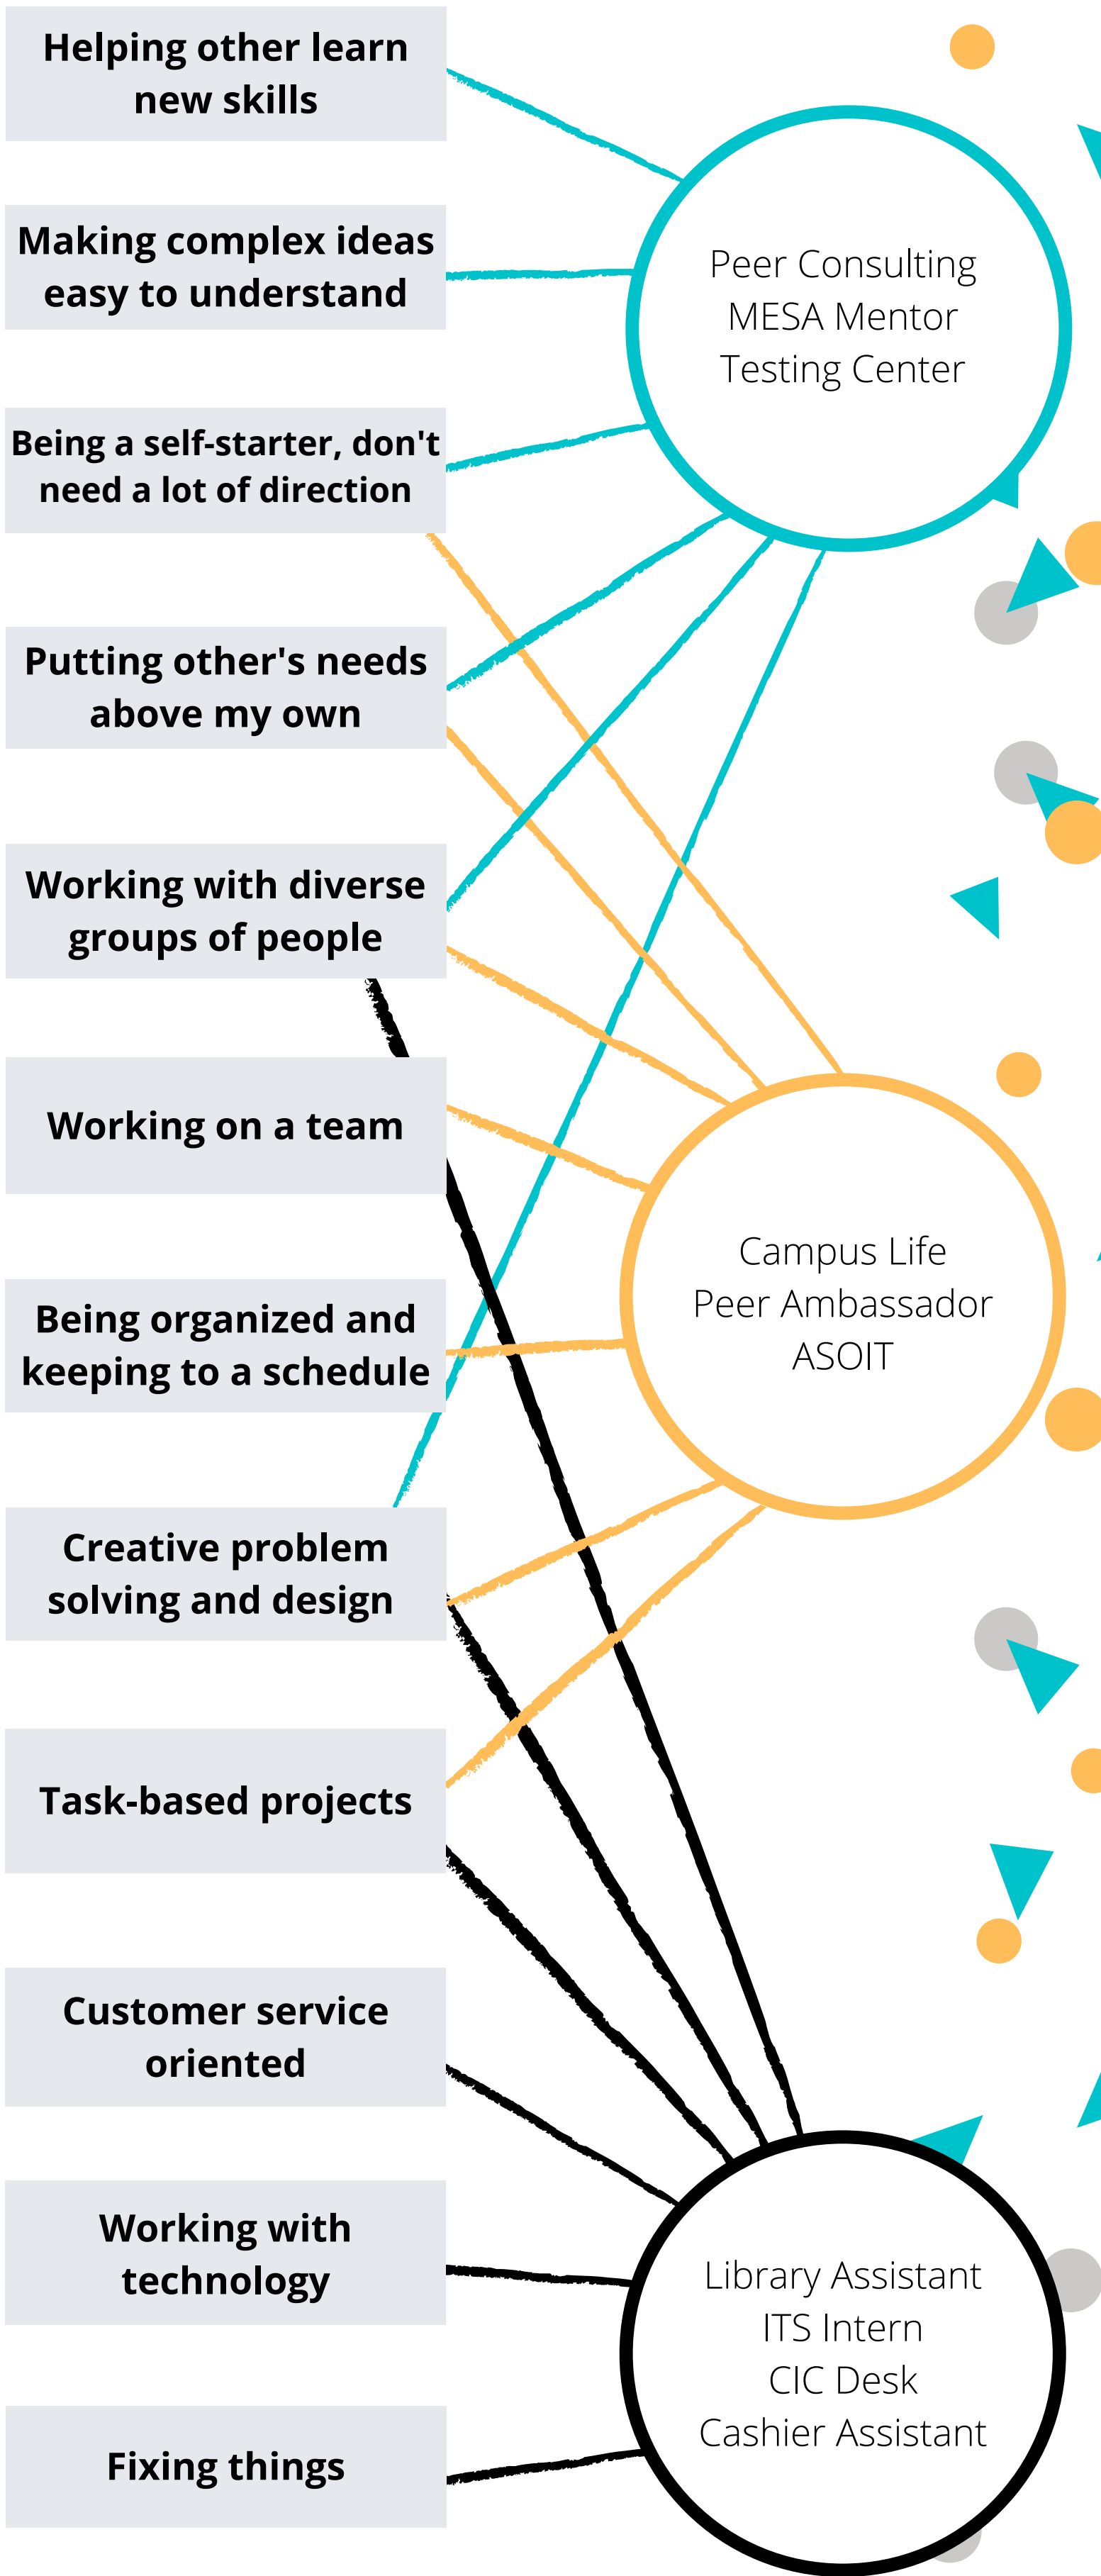 Helping other learn
new skills
Making complex ideas
easy to understand
Being a self-starter, don't
need a lot of direction
Putting other's needs
above my own
Working with diverse
groups of people
Working on a team
Being organized and
keeping to a schedule
Creative problem
solving and design
Task-based projects
Customer service
oriented
Working with
technology
Fixing things
Peer Consulting
MESA Mentor
Testing Center
Campus Life
Peer Ambassador
ASOIT
Library Assistant
ITS Intern
CIC Desk
Cashier Assistant